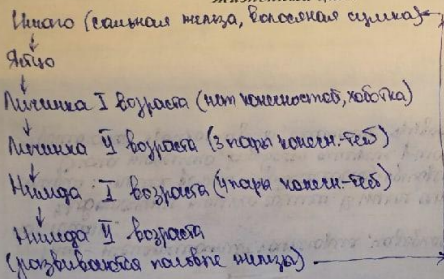 Имаго (сальная железа, волосяная сумка)
Яйцо
Личинка I возраста (нет конечностей, хоботка)
Личинка II возраста (3 пары конечн.-тей)
Нимфа I возраста (4 пары конечн-тей)
Нимфа II возраста
(развиваются половые железа)